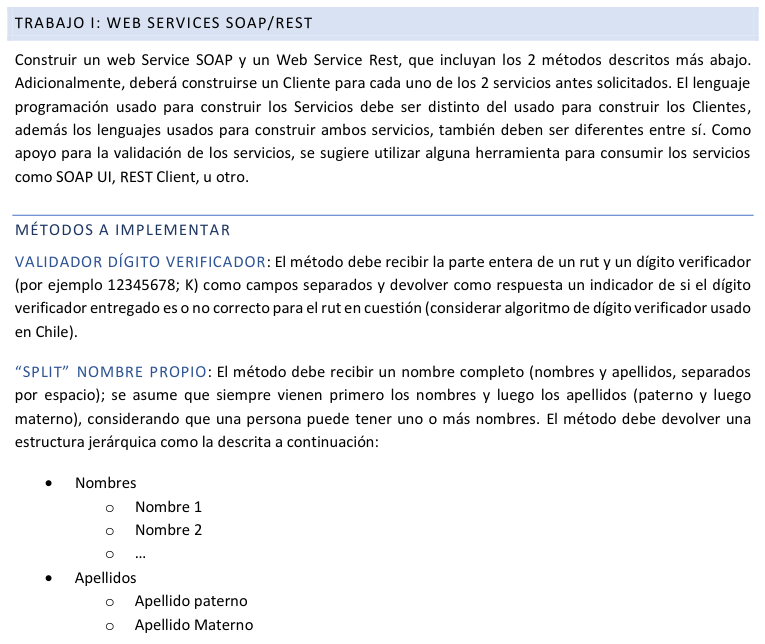 TRABAJO I: WEB SERVICES SOAP/REST
Construir un web Service SOAP y un Web Service Rest, que incluyan los 2 métodos descritos más abajo.
Adicionalmente, deberá construirse un Cliente para cada uno de los 2 servicios antes solicitados. El lenguaje
programación usado para construir los Servicios debe ser distinto del usado para construir los Clientes,
además los lenguajes usados para construir ambos servicios, también deben ser diferentes entre sí. Como
apoyo para la validación de los servicios, se sugiere utilizar alguna herramienta para consumir los servicios
como SOAP UI, REST Client, u otro.
MÉTODOS A IMPLEMENTAR
VALIDADOR DÍGITO VERIFICADOR: El método debe recibir la parte entera de un rut y un dígito verificador
(por ejemplo 12345678; K) como campos separados y devolver como respuesta un indicador de si el dígito
verificador entregado es o no correcto para el rut en cuestión (considerar algoritmo de dígito verificador usado
en Chile).
“SPLIT” NOMBRE PROPIO: El método debe recibir un nombre completo (nombres y apellidos, separados
por espacio); se asume que siempre vienen primero los nombres y luego los apellidos (paterno y luego
materno), considerando que una persona puede tener uno o más nombres. El método debe devolver una
estructura jerárquica como la descrita a continuación:
• Nombres
o Nombre 1
o Nombre 2
o ...
• Apellidos
o Apellido paterno
o Apellido Materno